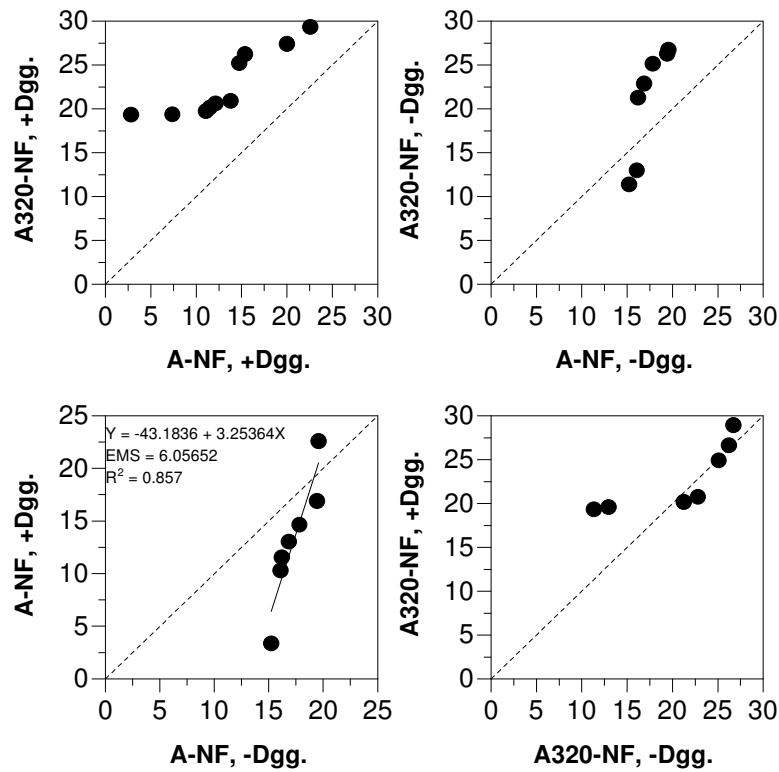 30
25
20
15
10
5
0
A320-NF, +Dgg.
0 5 10 15 20 25 30
A-NF, +Dgg.
30
25
20
15
10
5
0
A320-NF, -Dgg.
0 5 10 15 20 25 30
A-NF, -Dgg.
25
20
15
10
5
0
A-NF, +Dgg.
Y = -43.1836 + 3.25364X
EMS = 6.05652
R² = 0.857
0 5 10 15 20 25
A-NF, -Dgg.
30
25
20
15
10
5
0
A320-NF, +Dgg.
0 5 10 15 20 25 30
A320-NF, -Dgg.